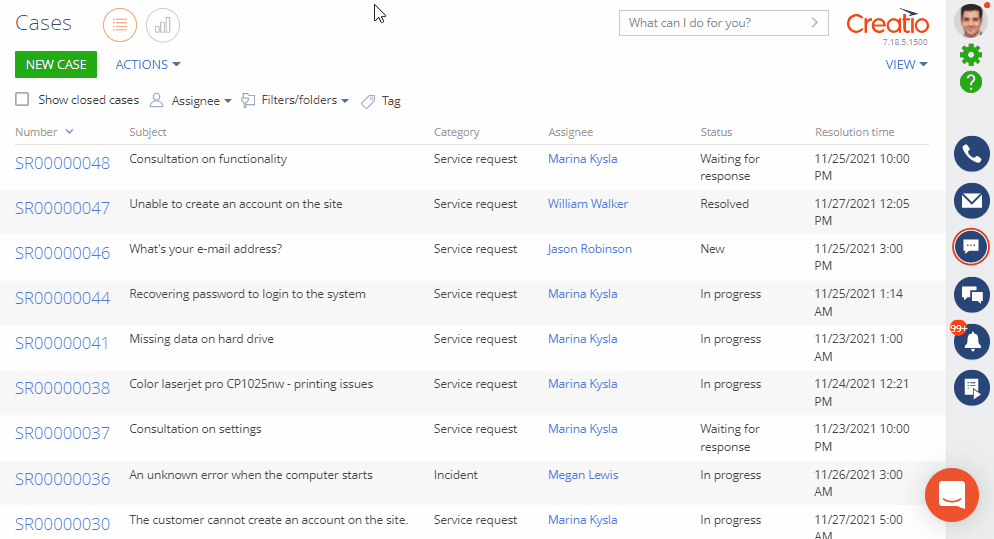 Cases
What can I do for you?
Creatio
7.18.5.1500
NEW CASE
ACTIONS
VIEW
Show closed cases
Assignee
Filters/folders
Tag
Number Subject Category Assignee Status Resolution time
SR00000048 Consultation on functionality Service request Marina Kysla Waiting for 11/25/2021 10:00
response PM
SR00000047 Unable to create an account on the site Service request William Walker Resolved 11/27/2021 12:05
PM
SR00000046 What's your e-mail address? Service request Jason Robinson New 11/25/2021 3:00
PM
SR00000044 Recovering password to login to the system Service request Marina Kysla In progress 11/25/2021 1:14
AM
SR00000041 Missing data on hard drive Service request Marina Kysla In progress 11/23/2021 1:00
AM
99+
SR00000038 Color laserjet pro CP1025nw - printing issues Service request Marina Kysla In progress 11/24/2021 12:21
PM
SR00000037 Consultation on settings Service request Marina Kysla Waiting for 11/23/2021 10:00
response PM
SR00000036 An unknown error when the computer starts Incident Megan Lewis In progress 11/26/2021 3:00
AM
SR00000030 The customer cannot create an account on the site. Service request Marina Kysla In progress 11/27/2021 5:00
AM